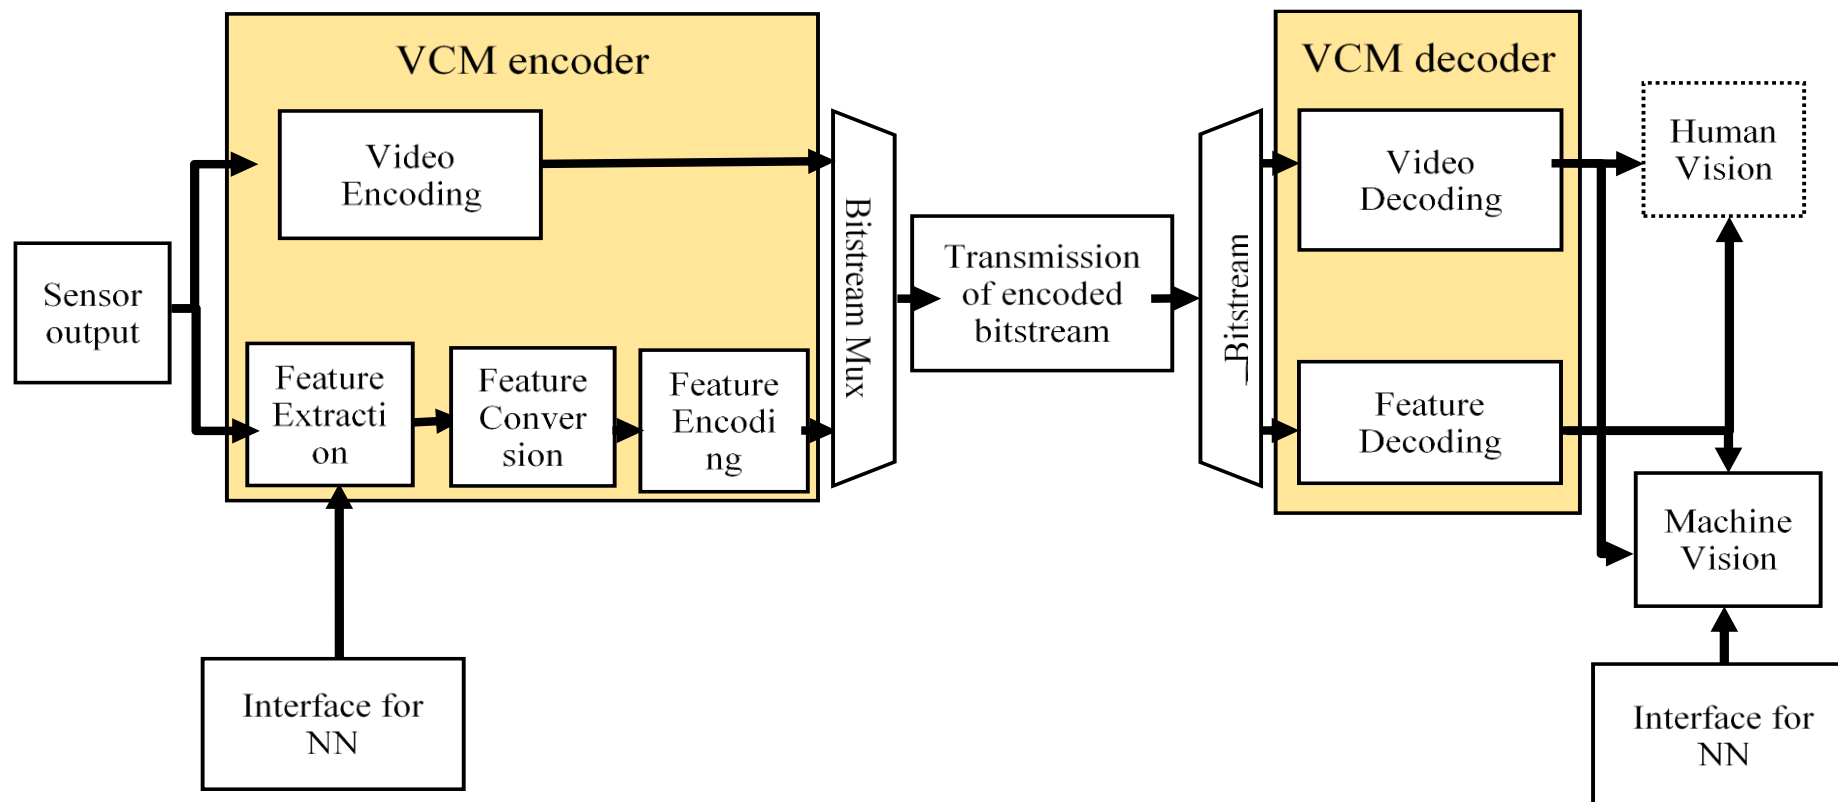 VCM encoder
VCM decoder
Video
Encoding
Sensor
output
Feature
Extracti
on
Feature
Conver
sion
Feature
Encodi
ng
Bitstream Mux
Transmission
of encoded
bitstream
Bitstream
Video
Decoding
Feature
Decoding
Human
Vision
Machine
Vision
Interface for
NN
Interface for
NN